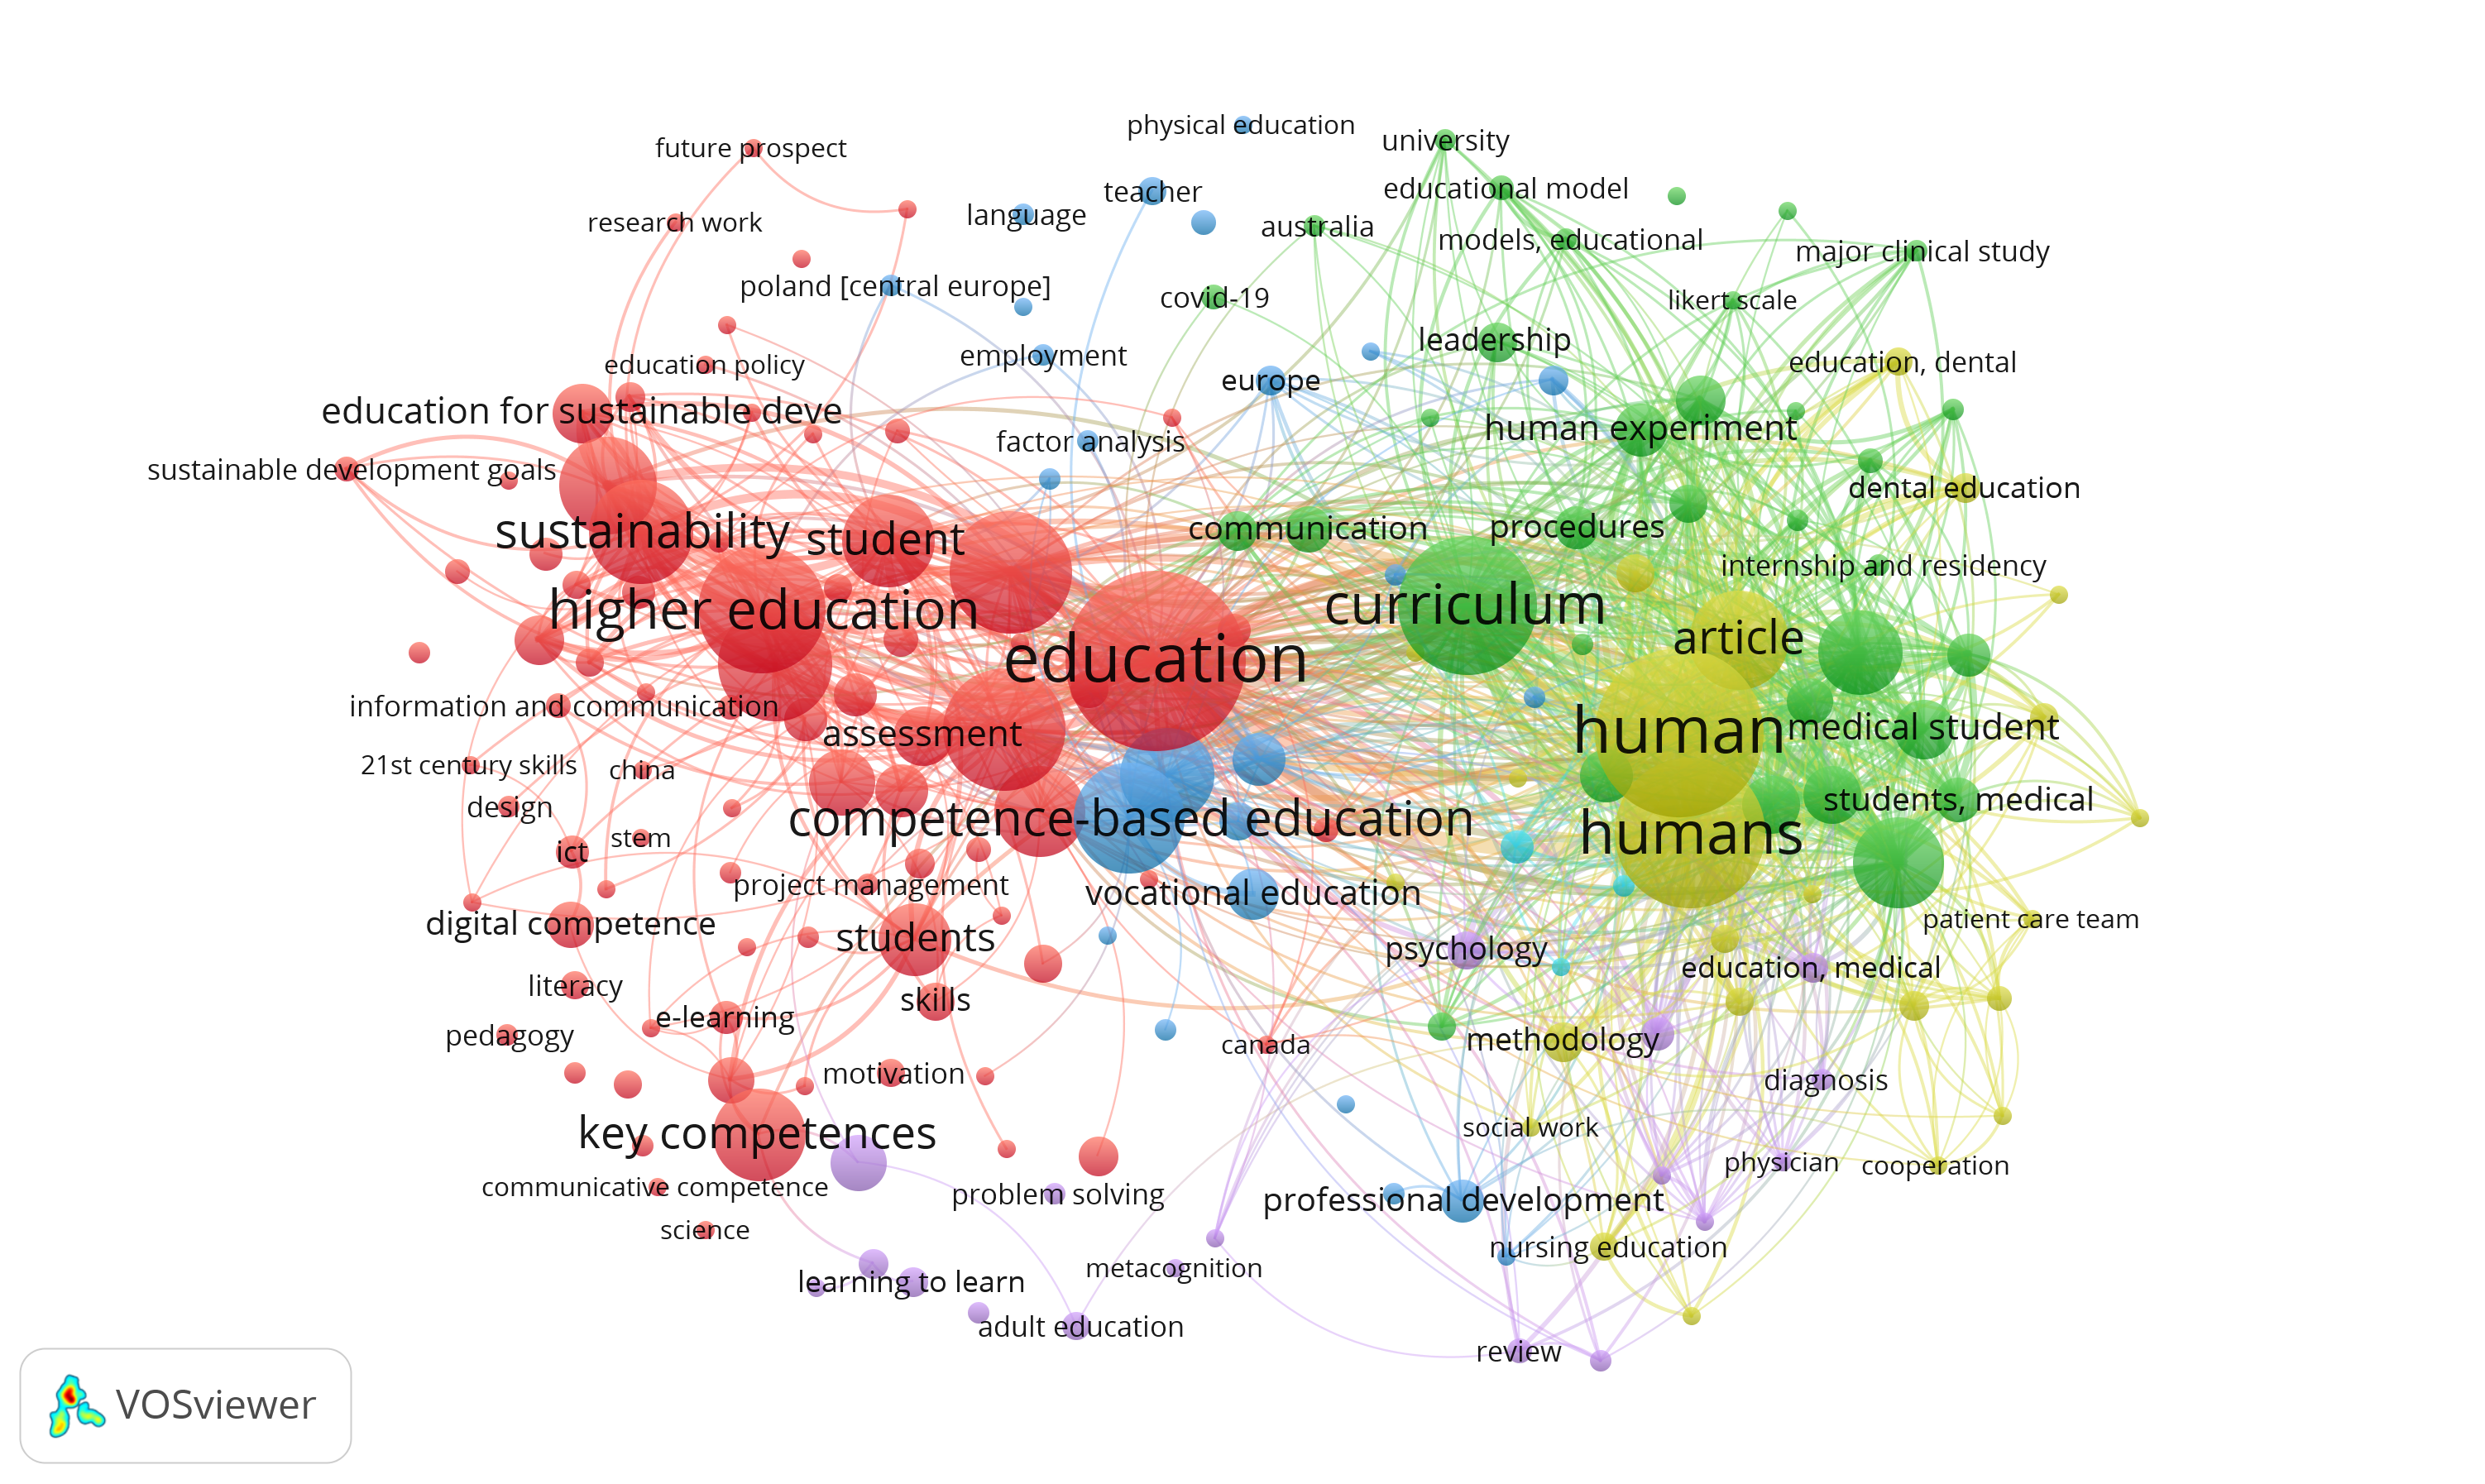 physical education
university
future prospect
teacher
educational model
language
research work
australia
models, educational
major clinical study
poland [central europe]
covid-19
likert scale
leadership
employment
education policy
education, dental
europe
education for sustainable deve
human experiment
factor analysis
sustainable development goals
dental education
sustainability
student
communication
procedures
internship and residency
higher education
curriculum
article
education
information and communication
assessment
human
medical student
21st century skills
china
design
students, medical
competence-based education
humans
stem
ict
project management
vocational education
digital competence
students
patient care team
psychology
education, medical
literacy
skills
e-learning
pedagogy
methodology
canada
motivation
diagnosis
key competences
social work
physician
cooperation
communicative competence
problem solving
professional development
science
nursing education
learning to learn
metacognition
adult education
review
VOSviewer